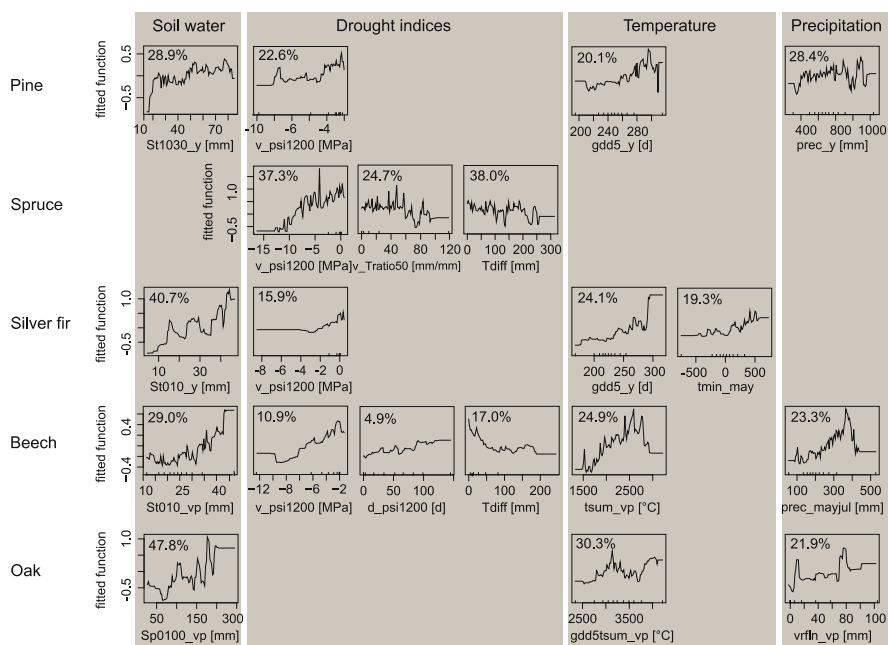 Soil water Drought indices Temperature Precipitation
Pine
fitted function
0.5
−0.5
28.9%
22.6%
20.1%
28.4%
10 40 70
−10 −6 −4
200 240 280
400 600 800 1000
St1030_y [mm] v_psi1200 [MPa] gdd5_y [d] prec_y [mm]
Spruce
fitted function
1.0
−0.5
37.3%
24.7%
38.0%
−15 −10 −5 0
0 40 80 120
0 100 200 300
v_psi1200 [MPa] v_Tratio50 [mm/mm] Tdiff [mm]
Silver fir
fitted function
1.0
−0.5
40.7%
15.9%
24.1%
19.3%
10 30
−8 −6 −4 −2 0
200 250 300
−500 0 500
St010_y [mm] v_psi1200 [MPa] gdd5_y [d] tmin_may
Beech
fitted function
0.4
−0.4
29.0%
10.9%
4.9%
17.0%
24.9%
23.3%
10 20 40
−12 −8 −6 −4 −2
0 50 100
0 100 200
1500 2500
100 300 500
St010_vp [mm] v_psi1200 [MPa] d_psi1200 [d] Tdiff [mm] tsum_vp [°C] prec_mayjul [mm]
Oak
fitted function
1.0
−0.5
47.8%
30.3%
21.9%
50 150 300
2500 3500
0 20 40 60 100
Sp0100_vp [mm] gdd5tsum_vp [°C] vrfln_vp [mm]